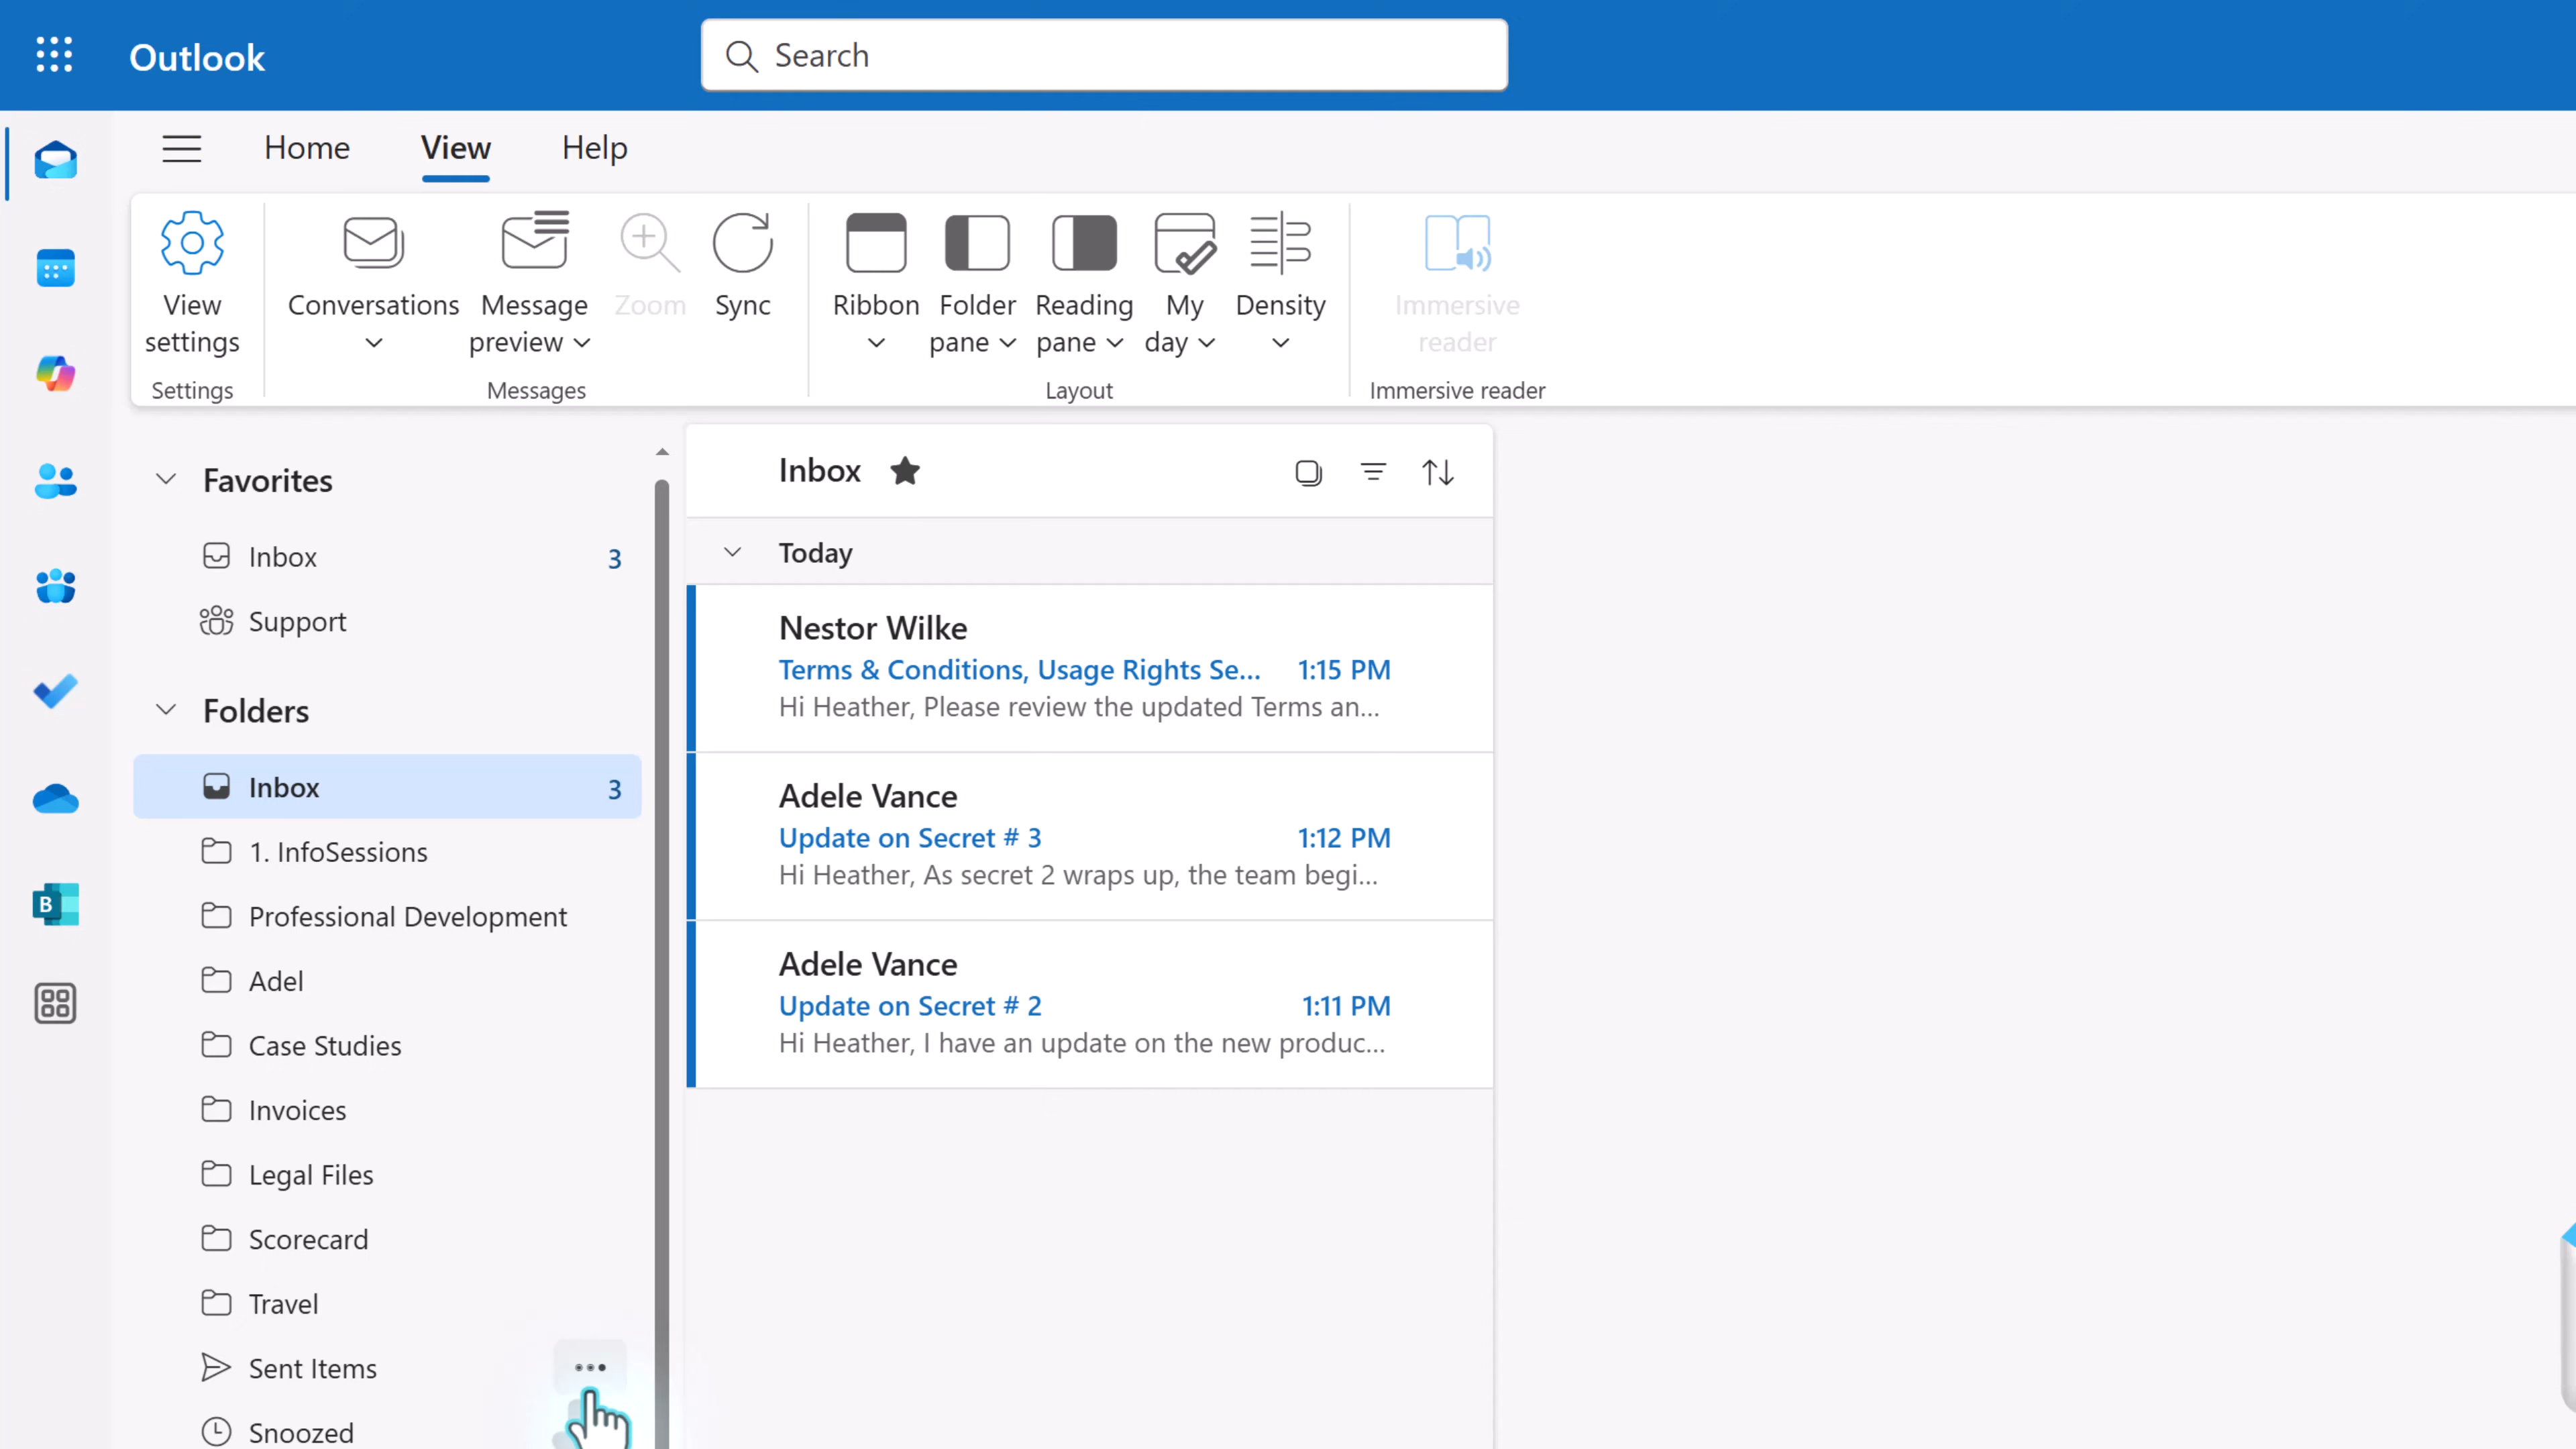 Outlook
Search
Home View Help
View settings
Conversations
Message preview
Zoom
Sync
Ribbon
Folder pane
Reading pane
My day
Density
Immersive reader
Settings
Messages
Layout
Immersive reader
Favorites
Inbox 3
Support
Folders
Inbox 3
1. InfoSessions
Professional Development
Adel
Case Studies
Invoices
Legal Files
Scorecard
Travel
Sent Items
Snoozed
Inbox
Today
Nestor Wilke
Terms & Conditions, Usage Rights Se... 1:15 PM
Hi Heather, Please review the updated Terms an...
Adele Vance
Update on Secret # 3 1:12 PM
Hi Heather, As secret 2 wraps up, the team begi...
Adele Vance
Update on Secret # 2 1:11 PM
Hi Heather, I have an update on the new produc...
B